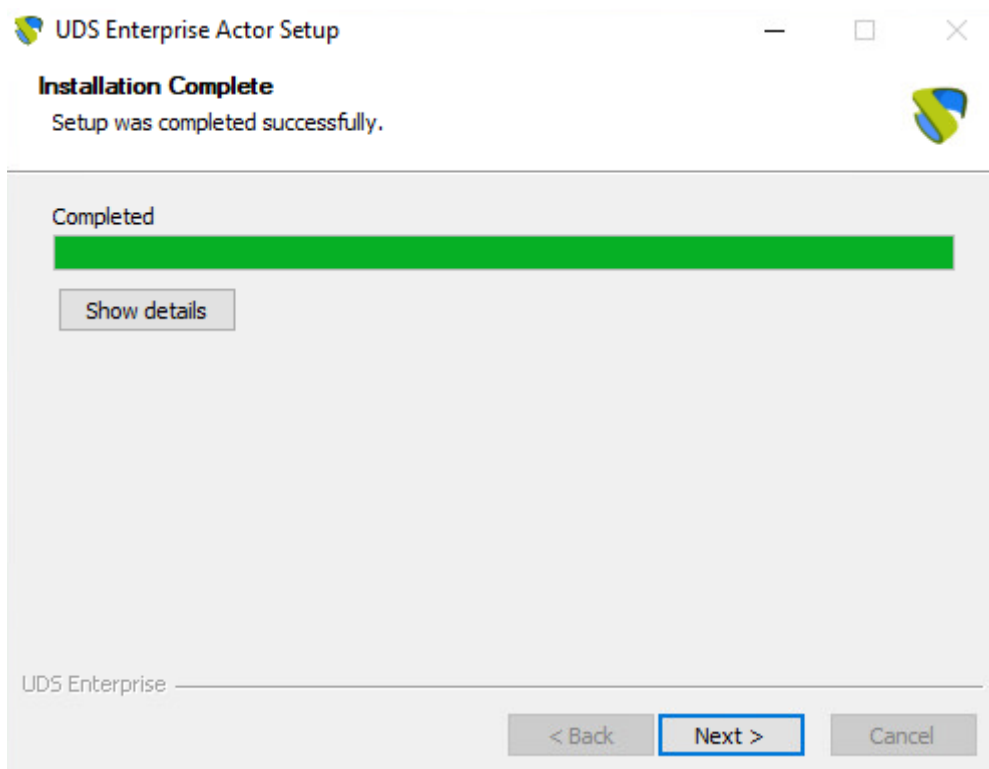 UDS Enterprise Actor Setup
Installation Complete
Setup was completed successfully.
Completed
Show details
UDS Enterprise
< Back Next > Cancel